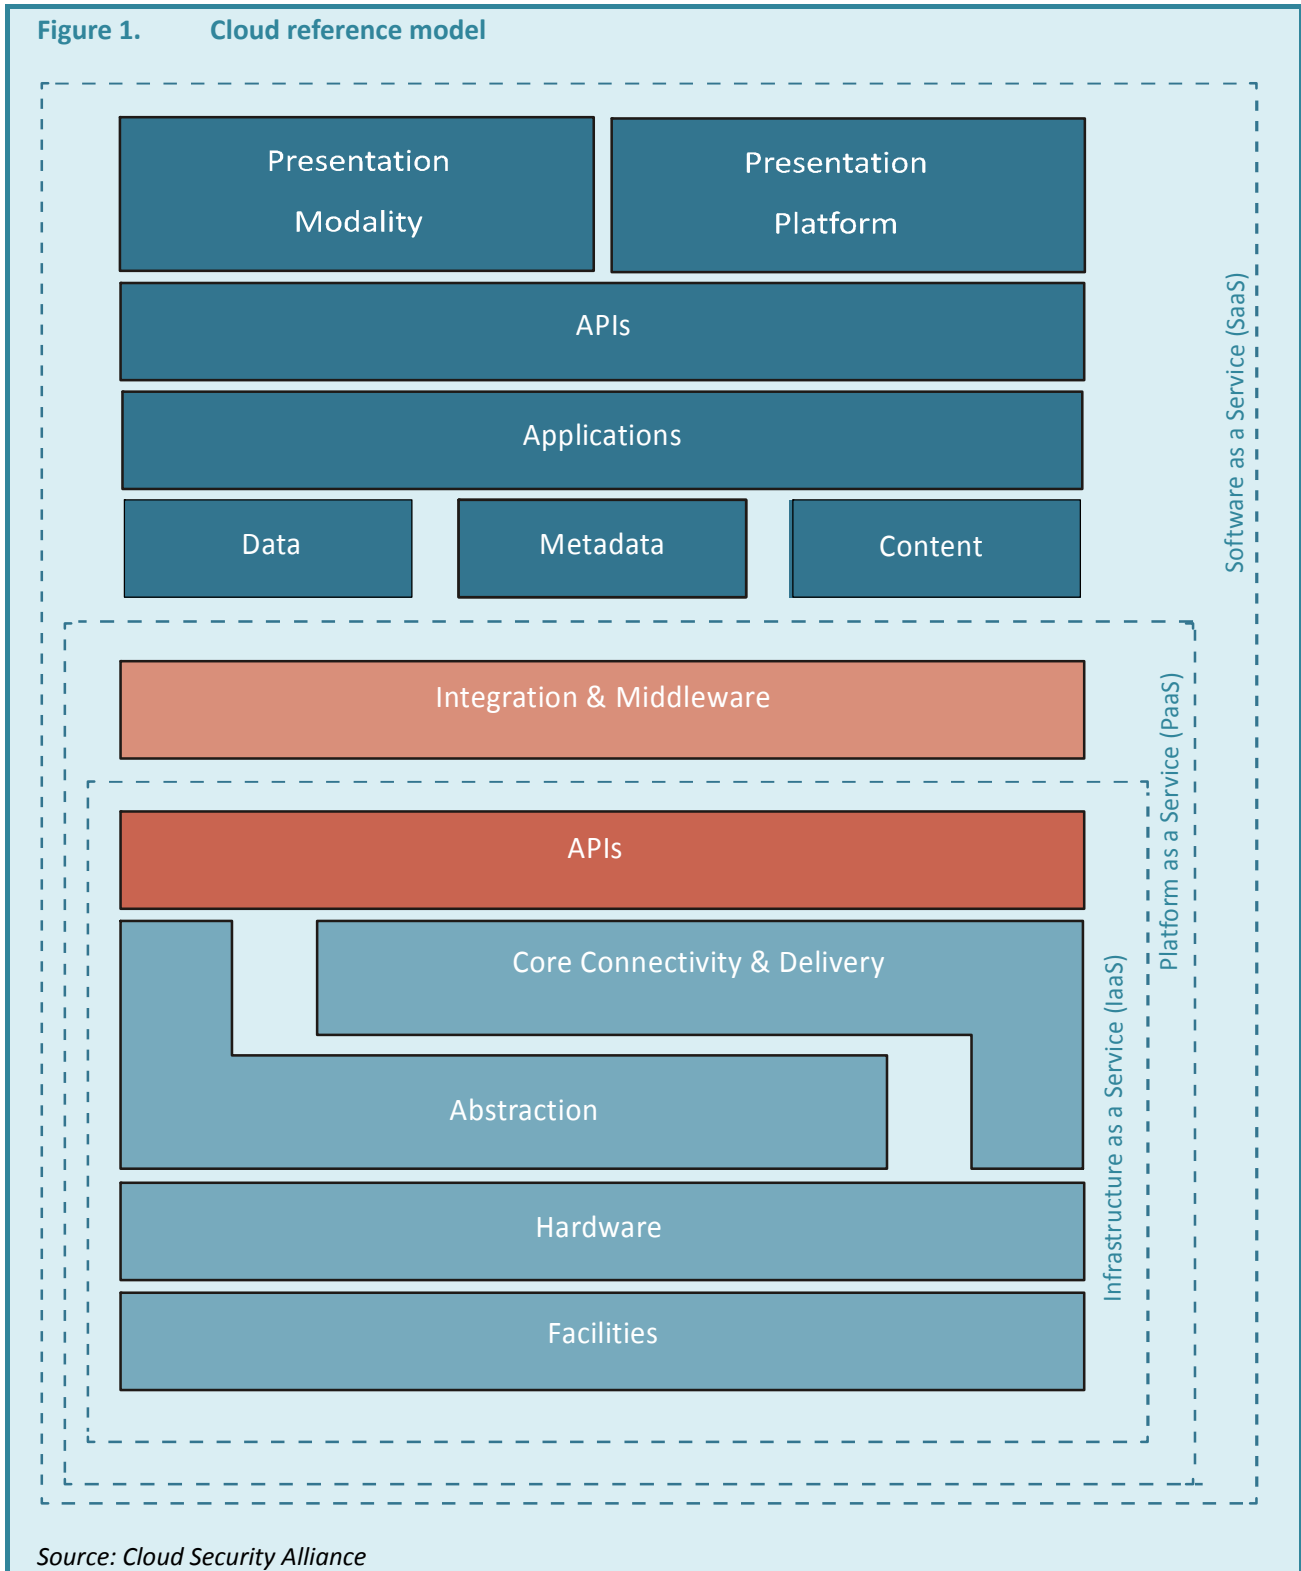 Figure 1. Cloud reference model
Presentation
Modality
Presentation
Platform
APIs
Applications
Data
Metadata
Content
Software as a Service (SaaS)
Integration & Middleware
Platform as a Service (PaaS)
APIs
Core Connectivity & Delivery
Abstraction
Hardware
Facilities
Infrastructure as a Service (IaaS)
Source: Cloud Security Alliance